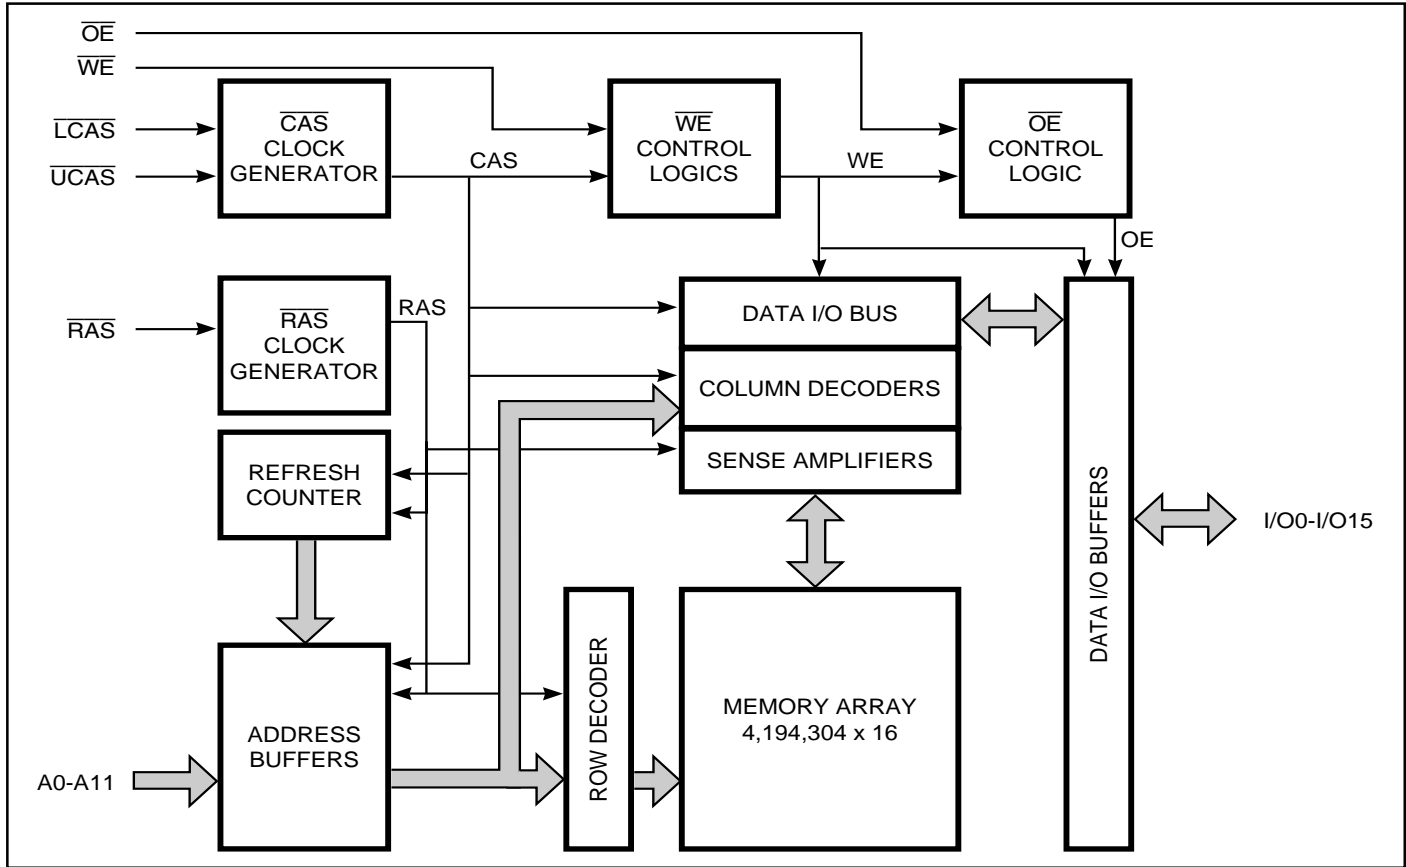 OE
WE
LCAS
UCAS
CAS
CLOCK
GENERATOR
CAS
WE
CONTROL
LOGICS
WE
OE
CONTROL
LOGIC
OE
RAS
RAS
CLOCK
GENERATOR
RAS
DATA I/O BUS
COLUMN DECODERS
SENSE AMPLIFIERS
REFRESH
COUNTER
I/O0-I/O15
DATA I/O BUFFERS
ROW DECODER
MEMORY ARRAY
4,194,304 x 16
ADDRESS
BUFFERS
A0-A11